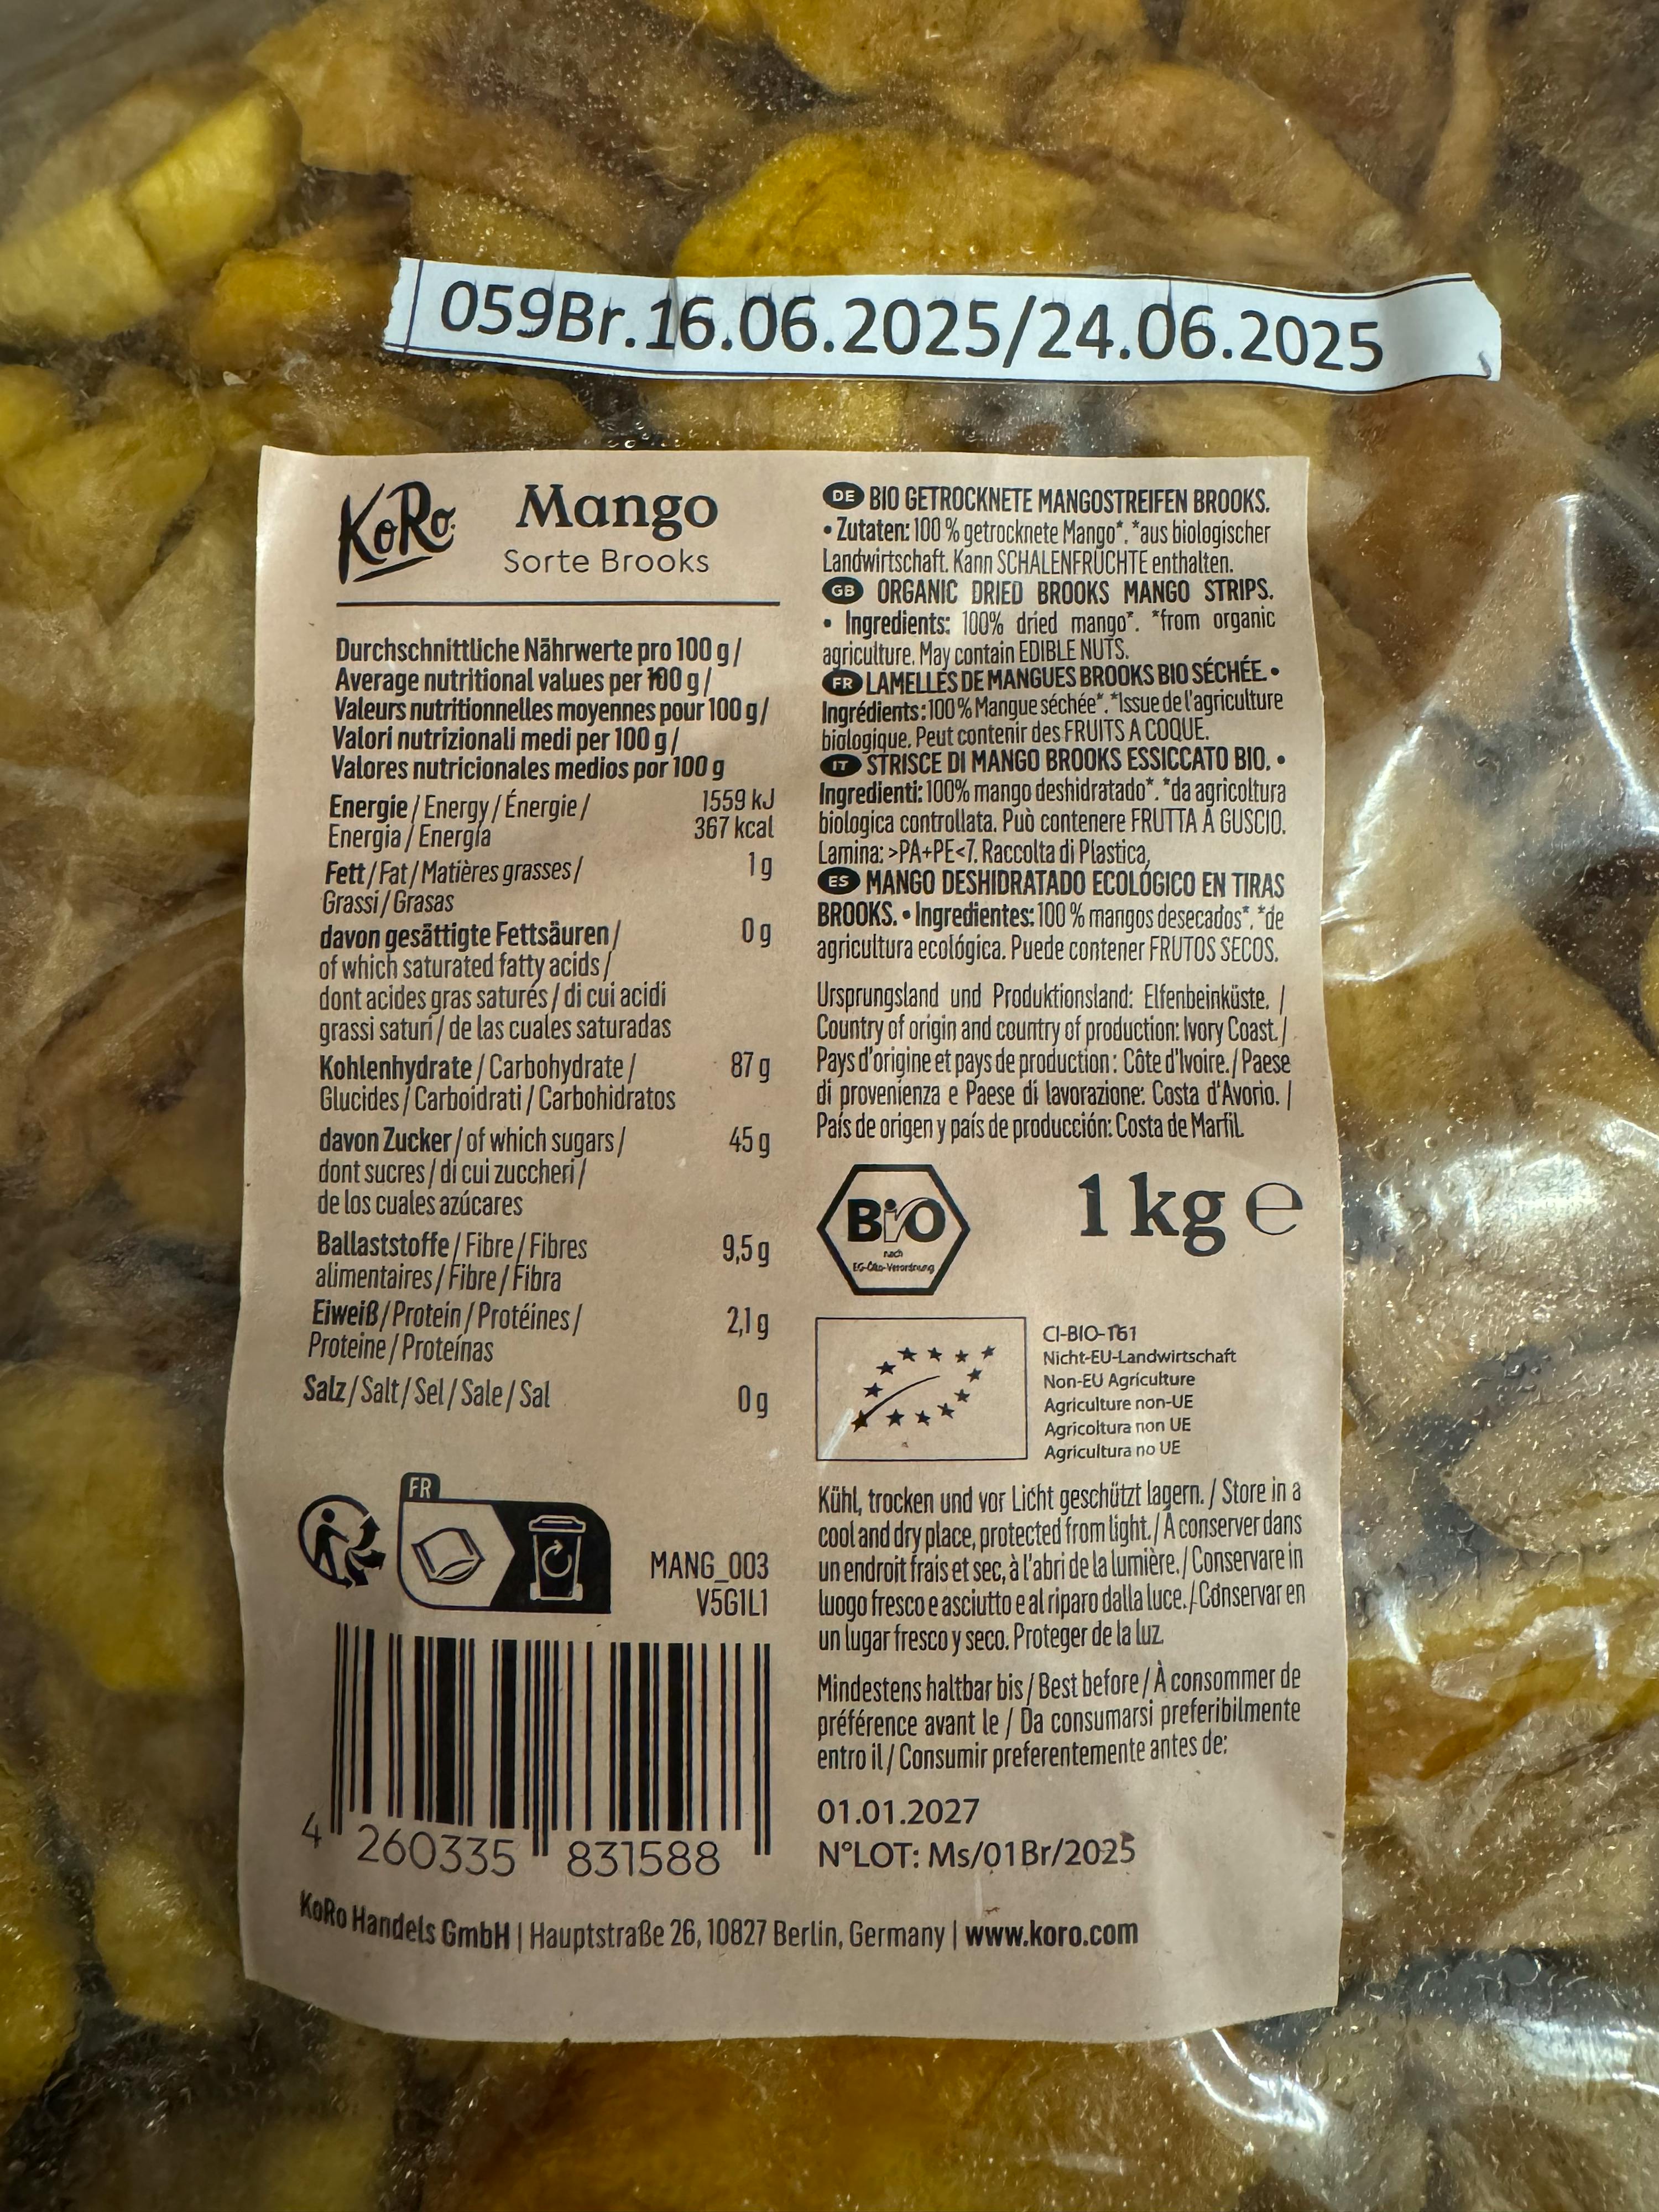 059Br.16.06.2025/24.06.2025
KoRo
Mango
Sorte Brooks
Durchschnittliche Nährwerte pro 100 g /
Average nutritional values per 100 g /
Valeurs nutritionnelles moyennes pour 100 g /
Valori nutrizionali medi per 100 g /
Valores nutricionales medios por 100 g
Energie / Energy / Énergie / 1559 kJ
Energia / Energía 367 kcal
Fett / Fat / Matières grasses / 1 g
Grassi / Grasas
davon gesättigte Fettsäuren / 0 g
of which saturated fatty acids /
dont acides gras saturés / di cui acidi
grassi saturi / de las cuales saturadas
Kohlenhydrate / Carbohydrate / 87 g
Glucides / Carboidrati / Carbohidratos
davon Zucker / of which sugars / 45 g
dont sucres / di cui zuccheri /
de los cuales azúcares
Ballaststoffe / Fibre / Fibres 9,5 g
alimentaires / Fibre / Fibra
Eiweiß / Protein / Protéines / 2,1 g
Proteine / Proteínas
Salz / Salt / Sel / Sale / Sal 0 g
FR
MANG_003
V5G1L1
4 260335 831588
DE BIO GETROCKNETE MANGOSTREIFEN BROOKS.
• Zutaten: 100 % getrocknete Mango*. *aus biologischer
Landwirtschaft. Kann SCHALENFRÜCHTE enthalten.
GB ORGANIC DRIED BROOKS MANGO STRIPS.
• Ingredients: 100% dried mango*. *from organic
agriculture. May contain EDIBLE NUTS.
FR LAMELLES DE MANGUES BROOKS BIO SÉCHÉE. •
Ingrédients : 100 % Mangue séchée*. *Issue de l'agriculture
biologique. Peut contenir des FRUITS A COQUE.
IT STRISCE DI MANGO BROOKS ESSICCATO BIO. •
Ingredienti: 100% mango deshidratado*. *da agricoltura
biologica controllata. Può contenere FRUTTA A GUSCIO.
Lamina: >PA+PE<7. Raccolta di Plastica,
ES MANGO DESHIDRATADO ECOLÓGICO EN TIRAS
BROOKS. • Ingredientes: 100 % mangos desecados*. *de
agricultura ecológica. Puede contener FRUTOS SECOS.
Ursprungsland und Produktionsland: Elfenbeinküste. /
Country of origin and country of production: Ivory Coast. /
Pays d'origine et pays de production : Côte d'Ivoire. / Paese
di provenienza e Paese di lavorazione: Costa d'Avorio. /
País de origen y país de producción: Costa de Marfil.
Bio
nach
EG-Öko-Verordnung
1 kg ℮
CI-BIO-161
Nicht-EU-Landwirtschaft
Non-EU Agriculture
Agriculture non-UE
Agricoltura non UE
Agricultura no UE
Kühl, trocken und vor Licht geschützt lagern. / Store in a
cool and dry place, protected from light. / À conserver dans
un endroit frais et sec, à l'abri de la lumière. / Conservare in
luogo fresco e asciutto e al riparo dalla luce. / Conservar en
un lugar fresco y seco. Proteger de la luz.
Mindestens haltbar bis / Best before / À consommer de
préférence avant le / Da consumarsi preferibilmente
entro il / Consumir preferentemente antes de:
01.01.2027
N°LOT: Ms/01Br/2025
KoRo Handels GmbH | Hauptstraße 26, 10827 Berlin, Germany | www.koro.com